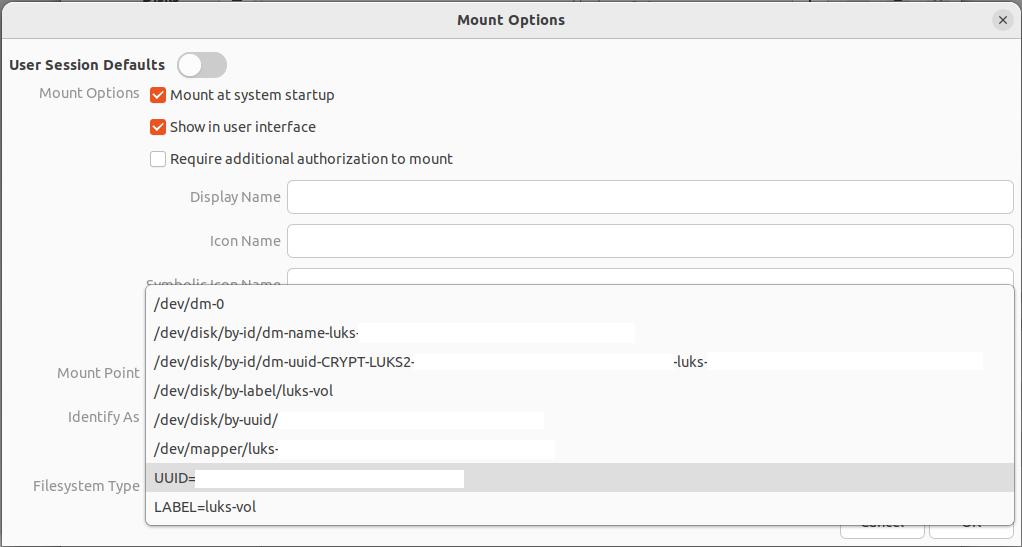 Mount Options
User Session Defaults
Mount Options
Mount at system startup
Show in user interface
Require additional authorization to mount
Display Name
Icon Name
Symbolic Icon Name
/dev/dm-0
/dev/disk/by-id/dm-name-luks-
/dev/disk/by-id/dm-uuid-CRYPT-LUKS2- -luks-
Mount Point
/dev/disk/by-label/luks-vol
Identify As
/dev/disk/by-uuid/
/dev/mapper/luks-
UUID=
Filesystem Type
LABEL=luks-vol
Cancel
OK